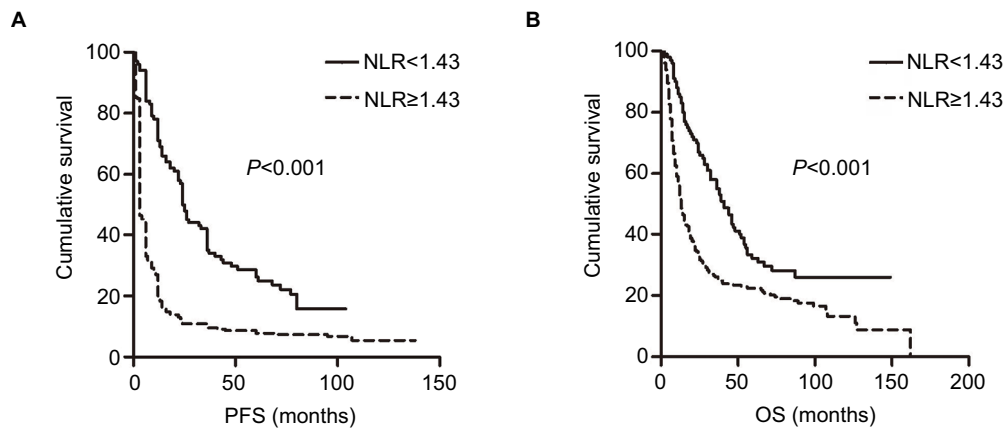 A
Cumulative survival
100
80
60
40
20
0
0 50 100 150
PFS (months)
NLR<1.43
NLR≥1.43
P<0.001
B
Cumulative survival
100
80
60
40
20
0
0 50 100 150 200
OS (months)
NLR<1.43
NLR≥1.43
P<0.001